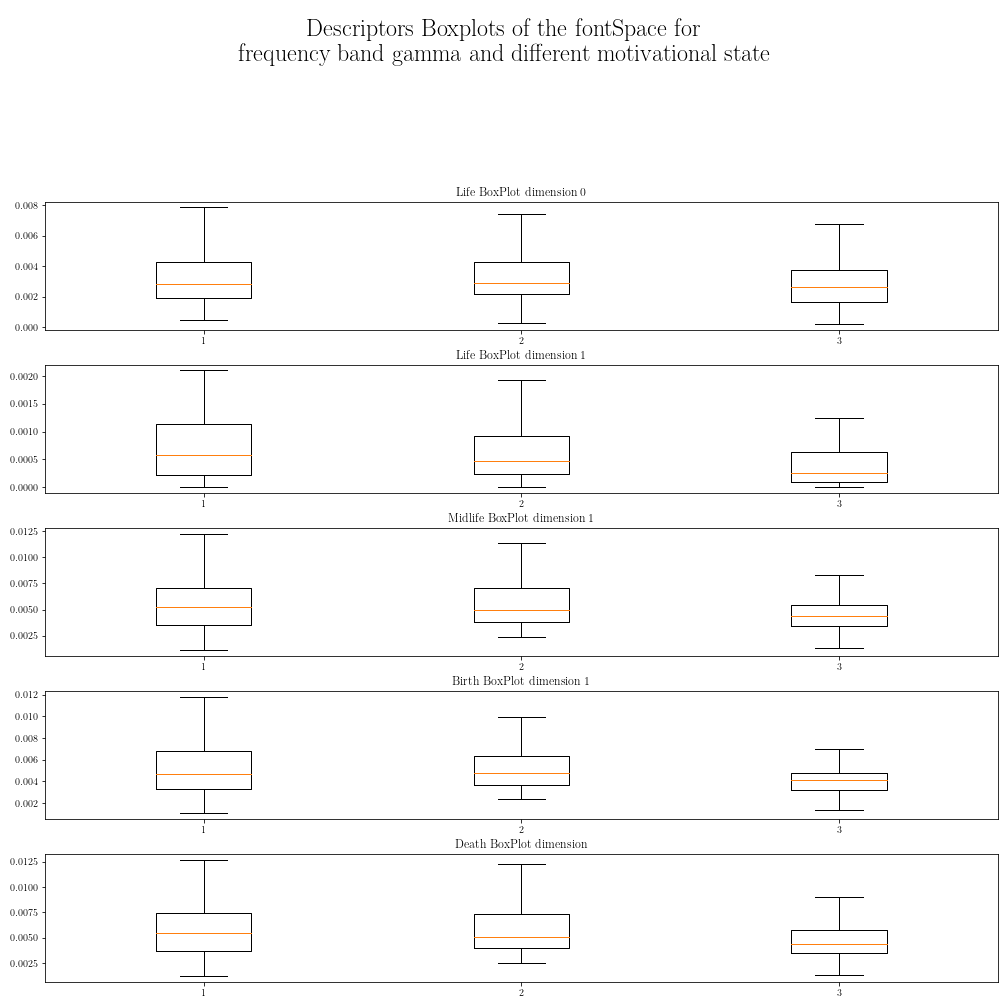 Descriptors Boxplots of the fontSpace for
frequency band gamma and different motivational state
Life BoxPlot dimension 0
0.008
0.006
0.004
0.002
0.000
1 2 3
Life BoxPlot dimension 1
0.0020
0.0015
0.0010
0.0005
0.0000
1 2 3
Midlife BoxPlot dimension 1
0.0125
0.0100
0.0075
0.0050
0.0025
1 2 3
Birth BoxPlot dimension 1
0.012
0.010
0.008
0.006
0.004
0.002
1 2 3
Death BoxPlot dimension
0.0125
0.0100
0.0075
0.0050
0.0025
1 2 3